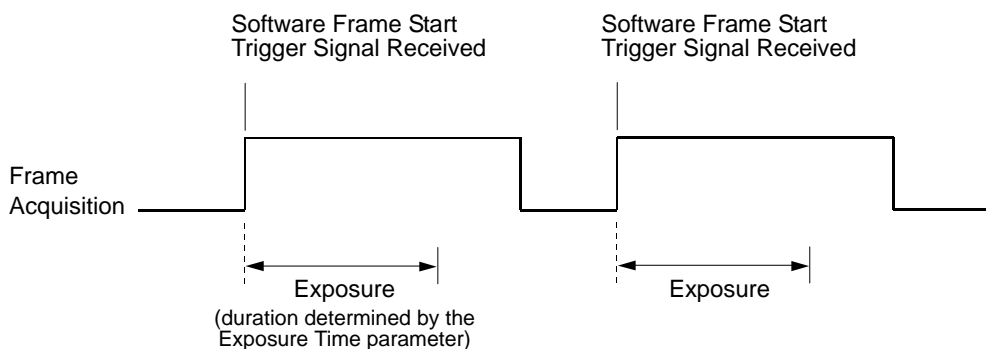 Software Frame Start
Trigger Signal Received
Software Frame Start
Trigger Signal Received
Frame
Acquisition
Exposure
(duration determined by the
Exposure Time parameter)
Exposure